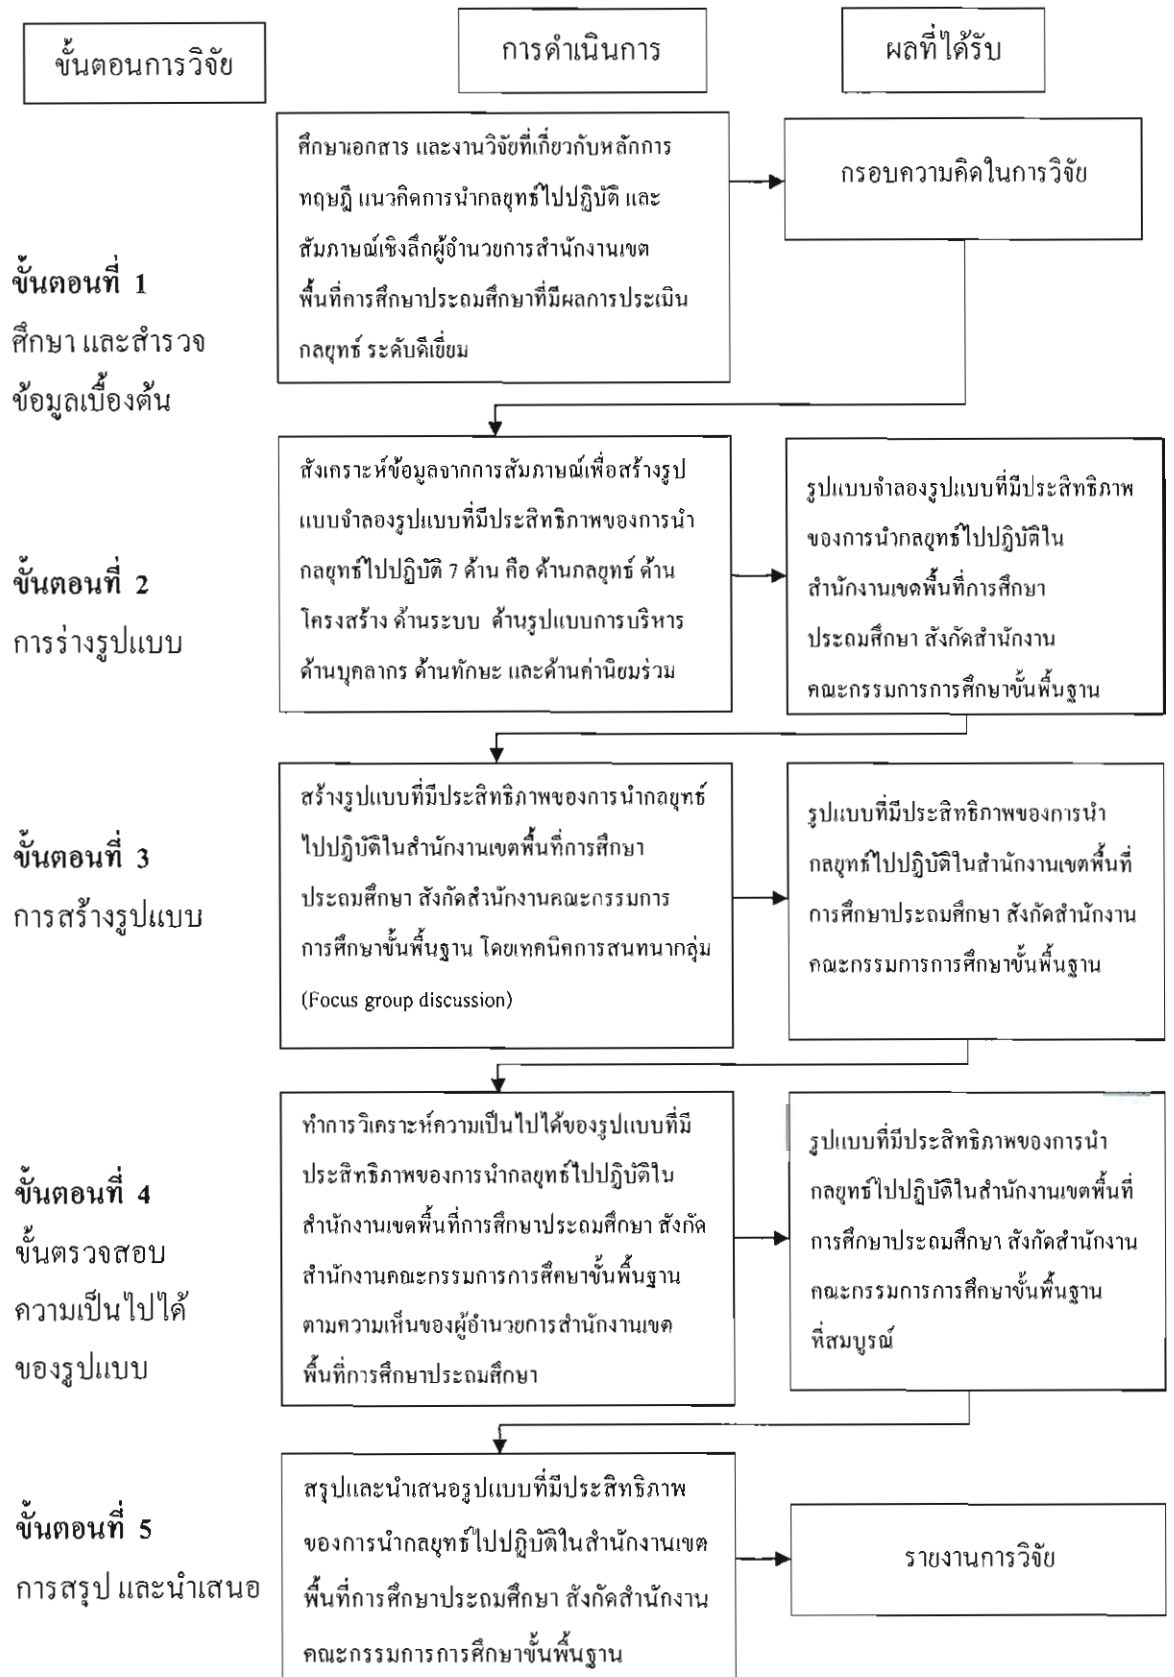 ขั้นตอนการวิจัย
การดำเนินการ
ผลที่ได้รับ
ขั้นตอนที่ 1
ศึกษา และสำรวจ
ข้อมูลเบื้องต้น
ศึกษาเอกสาร และงานวิจัยที่เกี่ยวกับหลักการ
ทฤษฎี แนวคิดการนำกลยุทธ์ไปปฏิบัติ และ
สัมภาษณ์เชิงลึกผู้อำนวยการสำนักงานเขต
พื้นที่การศึกษาประถมศึกษาที่มีผลการประเมิน
กลยุทธ์ ระดับดีเยี่ยม
กรอบความคิดในการวิจัย
ขั้นตอนที่ 2
การร่างรูปแบบ
สังเคราะห์ข้อมูลจากการสัมภาษณ์เพื่อสร้างรูป
แบบจำลองรูปแบบที่มีประสิทธิภาพของการนำ
กลยุทธ์ไปปฏิบัติ 7 ด้าน คือ ด้านกลยุทธ์ ด้าน
โครงสร้าง ด้านระบบ ด้านรูปแบบการบริหาร
ด้านบุคลากร ด้านทักษะ และด้านค่านิยมร่วม
รูปแบบจำลองรูปแบบที่มีประสิทธิภาพ
ของการนำกลยุทธ์ไปปฏิบัติใน
สำนักงานเขตพื้นที่การศึกษา
ประถมศึกษา สังกัดสำนักงาน
คณะกรรมการการศึกษาขั้นพื้นฐาน
ขั้นตอนที่ 3
การสร้างรูปแบบ
สร้างรูปแบบที่มีประสิทธิภาพของการนำกลยุทธ์
ไปปฏิบัติในสำนักงานเขตพื้นที่การศึกษา
ประถมศึกษา สังกัดสำนักงานคณะกรรมการ
การศึกษาขั้นพื้นฐาน โดยเทคนิคการสนทนากลุ่ม
(Focus group discussion)
รูปแบบที่มีประสิทธิภาพของการนำ
กลยุทธ์ไปปฏิบัติในสำนักงานเขตพื้นที่
การศึกษาประถมศึกษา สังกัดสำนักงาน
คณะกรรมการการศึกษาขั้นพื้นฐาน
ขั้นตอนที่ 4
ขั้นตรวจสอบ
ความเป็นไปได้
ของรูปแบบ
ทำการวิเคราะห์ความเป็นไปได้ของรูปแบบที่มี
ประสิทธิภาพของการนำกลยุทธ์ไปปฏิบัติใน
สำนักงานเขตพื้นที่การศึกษาประถมศึกษา สังกัด
สำนักงานคณะกรรมการการศึกษาขั้นพื้นฐาน
ตามความเห็นของผู้อำนวยการสำนักงานเขต
พื้นที่การศึกษาประถมศึกษา
รูปแบบที่มีประสิทธิภาพของการนำ
กลยุทธ์ไปปฏิบัติในสำนักงานเขตพื้นที่
การศึกษาประถมศึกษา สังกัดสำนักงาน
คณะกรรมการการศึกษาขั้นพื้นฐาน
ที่สมบูรณ์
ขั้นตอนที่ 5
การสรุป และนำเสนอ
สรุปและนำเสนอรูปแบบที่มีประสิทธิภาพ
ของการนำกลยุทธ์ไปปฏิบัติในสำนักงานเขต
พื้นที่การศึกษาประถมศึกษา สังกัดสำนักงาน
คณะกรรมการการศึกษาขั้นพื้นฐาน
รายงานการวิจัย